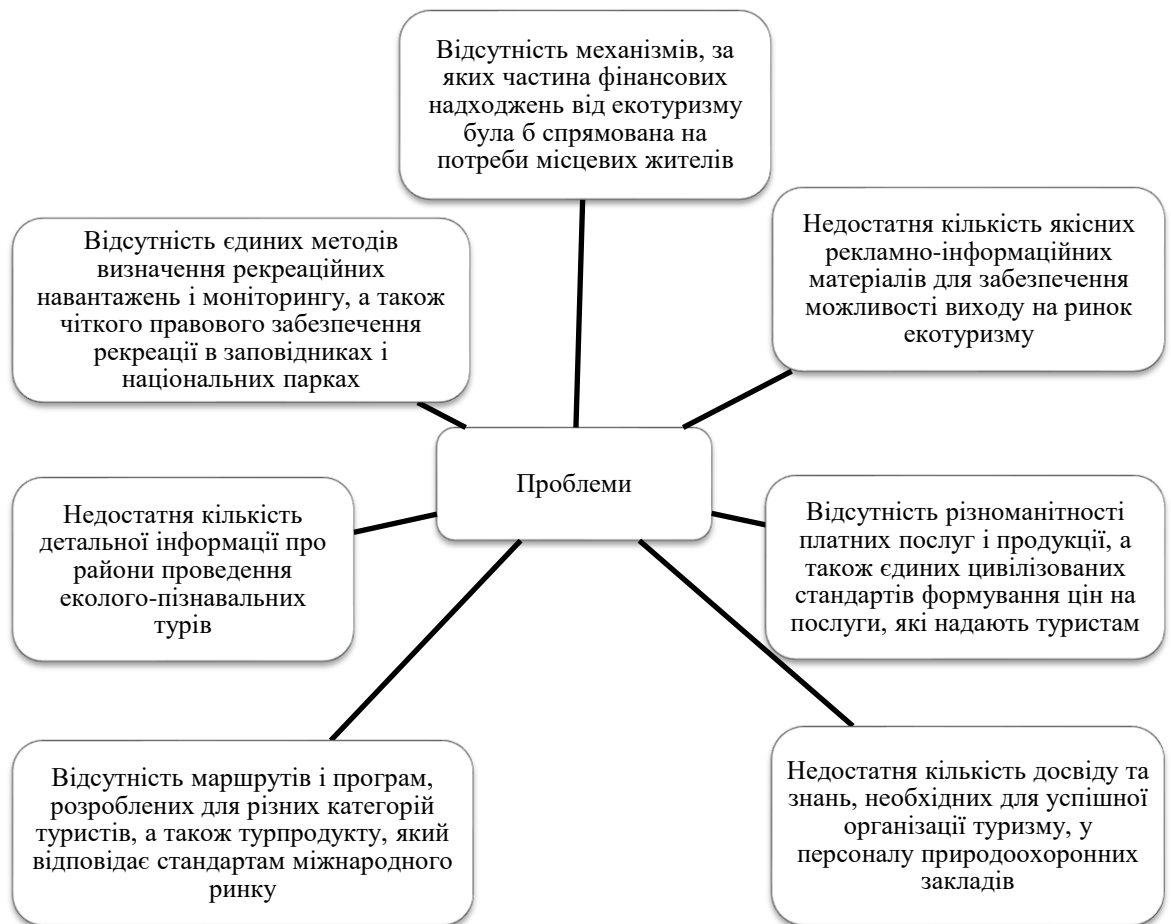 Відсутність механізмів, за
яких частина фінансових
надходжень від екотуризму
була б спрямована на
потреби місцевих жителів
Відсутність єдиних методів
визначення рекреаційних
навантажень і моніторингу, а також
чіткого правового забезпечення
рекреації в заповідниках і
національних парках
Недостатня кількість якісних
рекламно-інформаційних
матеріалів для забезпечення
можливості виходу на ринок
екотуризму
Проблеми
Недостатня кількість
детальної інформації про
райони проведення
еколого-пізнавальних
турів
Відсутність різноманітності
платних послуг і продукції, а
також єдиних цивілізованих
стандартів формування цін на
послуги, які надають туристам
Відсутність маршрутів і програм,
розроблених для різних категорій
туристів, а також турпродукту, який
відповідає стандартам міжнародного
ринку
Недостатня кількість досвіду та
знань, необхідних для успішної
організації туризму, у
персоналу природоохоронних
закладів